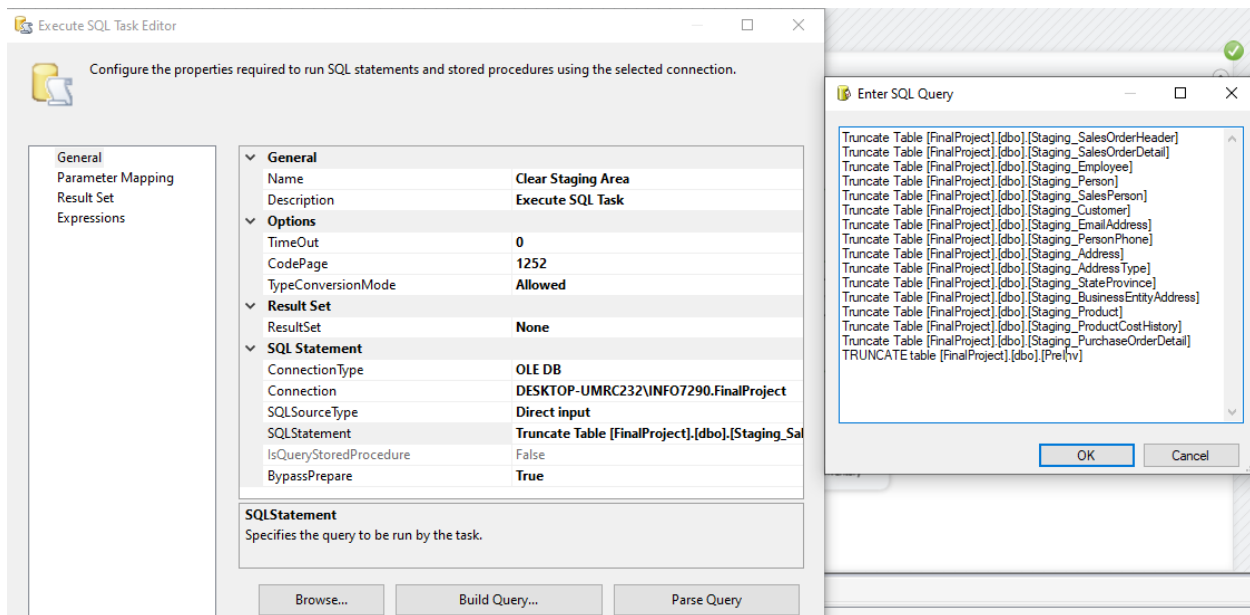 Execute SQL Task Editor
Configure the properties required to run SQL statements and stored procedures using the selected connection.
General
Parameter Mapping
Result Set
Expressions
General
Name Clear Staging Area
Description Execute SQL Task
Options
TimeOut 0
CodePage 1252
TypeConversionMode Allowed
Result Set
ResultSet None
SQL Statement
ConnectionType OLE DB
Connection DESKTOP-UMRC232\INFO7290.FinalProject
SQLSourceType Direct input
SQLStatement Truncate Table [FinalProject].[dbo].[Staging_Sal
IsQueryStoredProcedure False
BypassPrepare True
SQLStatement
Specifies the query to be run by the task.
Browse...
Build Query...
Parse Query
Enter SQL Query
Truncate Table [FinalProject].[dbo].[Staging_SalesOrderHeader]
Truncate Table [FinalProject].[dbo].[Staging_SalesOrderDetail]
Truncate Table [FinalProject].[dbo].[Staging_Employee]
Truncate Table [FinalProject].[dbo].[Staging_Person]
Truncate Table [FinalProject].[dbo].[Staging_SalesPerson]
Truncate Table [FinalProject].[dbo].[Staging_Customer]
Truncate Table [FinalProject].[dbo].[Staging_EmailAddress]
Truncate Table [FinalProject].[dbo].[Staging_PersonPhone]
Truncate Table [FinalProject].[dbo].[Staging_Address]
Truncate Table [FinalProject].[dbo].[Staging_AddressType]
Truncate Table [FinalProject].[dbo].[Staging_StateProvince]
Truncate Table [FinalProject].[dbo].[Staging_BusinessEntityAddress]
Truncate Table [FinalProject].[dbo].[Staging_Product]
Truncate Table [FinalProject].[dbo].[Staging_ProductCostHistory]
Truncate Table [FinalProject].[dbo].[Staging_PurchaseOrderDetail]
TRUNCATE table [FinalProject].[dbo].[PreInv]
OK
Cancel